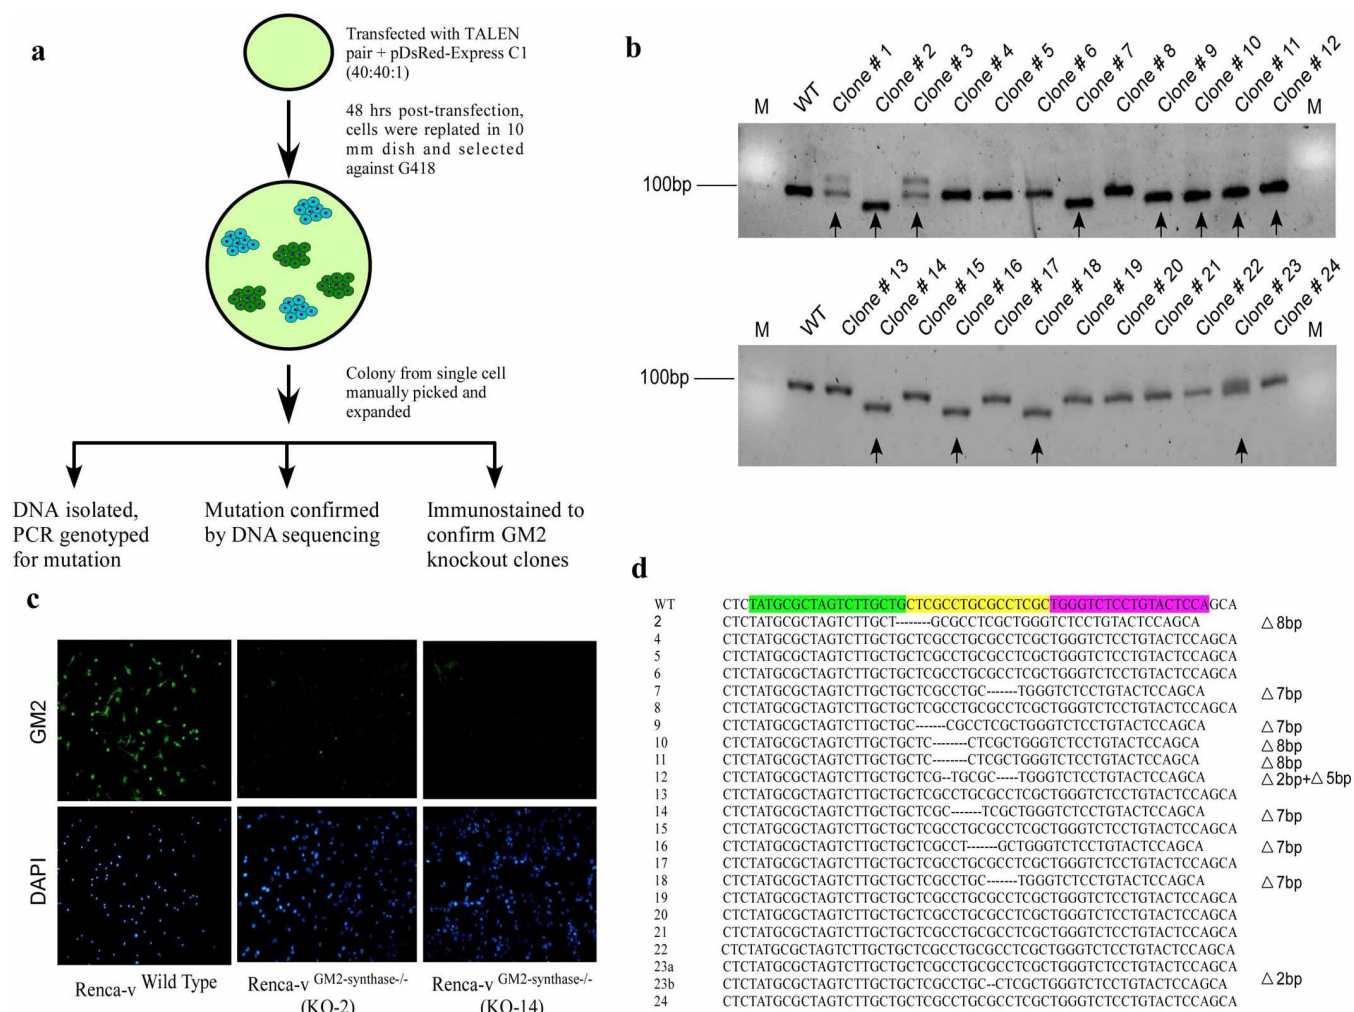 a
Transfected with TALEN
pair + pDsRed-Express C1
(40:40:1)
48 hrs post-transfection,
cells were replated in 10
mm dish and selected
against G418
Colony from single cell
manually picked and
expanded
DNA isolated,
PCR genotyped
for mutation
Mutation confirmed
by DNA sequencing
Immunostained to
confirm GM2
knockout clones
b
M WT Clone # 1 Clone # 2 Clone # 3 Clone # 4 Clone # 5 Clone # 6 Clone # 7 Clone # 8 Clone # 9 Clone # 10 Clone # 11 Clone # 12 M
100bp
M WT Clone # 13 Clone # 14 Clone # 15 Clone # 16 Clone # 17 Clone # 18 Clone # 19 Clone # 20 Clone # 21 Clone # 22 Clone # 23 Clone # 24 M
100bp
c
GM2
DAPI
Renca-v Wild Type
Renca-v GM2-synthase-/-
(KO-2)
Renca-v GM2-synthase-/-
(KO-14)
d
WT CTCTATGCGCTAGTCTTGCTGCTCGCCTGCGCCTCGCTGGGTCTCCTGTACTCCAGCA
2 CTCTATGCGCTAGTCTTGCT--------GCGCCTCGCTGGGTCTCCTGTACTCCAGCA △8bp
4 CTCTATGCGCTAGTCTTGCTGCTCGCCTGCGCCTCGCTGGGTCTCCTGTACTCCAGCA
5 CTCTATGCGCTAGTCTTGCTGCTCGCCTGCGCCTCGCTGGGTCTCCTGTACTCCAGCA
6 CTCTATGCGCTAGTCTTGCTGCTCGCCTGCGCCTCGCTGGGTCTCCTGTACTCCAGCA
7 CTCTATGCGCTAGTCTTGCTGCTCGCCTGC-------TGGGTCTCCTGTACTCCAGCA △7bp
8 CTCTATGCGCTAGTCTTGCTGCTCGCCTGCGCCTCGCTGGGTCTCCTGTACTCCAGCA
9 CTCTATGCGCTAGTCTTGCTGC-------CGCCTCGCTGGGTCTCCTGTACTCCAGCA △7bp
10 CTCTATGCGCTAGTCTTGCTGCTC--------CTCGCTGGGTCTCCTGTACTCCAGCA △8bp
11 CTCTATGCGCTAGTCTTGCTGCTC--------CTCGCTGGGTCTCCTGTACTCCAGCA △8bp
12 CTCTATGCGCTAGTCTTGCTGCTCG--TGCGC-----TGGGTCTCCTGTACTCCAGCA △2bp+△5bp
13 CTCTATGCGCTAGTCTTGCTGCTCGCCTGCGCCTCGCTGGGTCTCCTGTACTCCAGCA
14 CTCTATGCGCTAGTCTTGCTGCTCGC-------TCGCTGGGTCTCCTGTACTCCAGCA △7bp
15 CTCTATGCGCTAGTCTTGCTGCTCGCCTGCGCCTCGCTGGGTCTCCTGTACTCCAGCA
16 CTCTATGCGCTAGTCTTGCTGCTCGCCT-------GCTGGGTCTCCTGTACTCCAGCA △7bp
17 CTCTATGCGCTAGTCTTGCTGCTCGCCTGCGCCTCGCTGGGTCTCCTGTACTCCAGCA
18 CTCTATGCGCTAGTCTTGCTGCTCGCCTGC-------TGGGTCTCCTGTACTCCAGCA △7bp
19 CTCTATGCGCTAGTCTTGCTGCTCGCCTGCGCCTCGCTGGGTCTCCTGTACTCCAGCA
20 CTCTATGCGCTAGTCTTGCTGCTCGCCTGCGCCTCGCTGGGTCTCCTGTACTCCAGCA
21 CTCTATGCGCTAGTCTTGCTGCTCGCCTGCGCCTCGCTGGGTCTCCTGTACTCCAGCA
22 CTCTATGCGCTAGTCTTGCTGCTCGCCTGCGCCTCGCTGGGTCTCCTGTACTCCAGCA
23a CTCTATGCGCTAGTCTTGCTGCTCGCCTGCGCCTCGCTGGGTCTCCTGTACTCCAGCA
23b CTCTATGCGCTAGTCTTGCTGCTCGCCTGC--CTCGCTGGGTCTCCTGTACTCCAGCA △2bp
24 CTCTATGCGCTAGTCTTGCTGCTCGCCTGCGCCTCGCTGGGTCTCCTGTACTCCAGCA